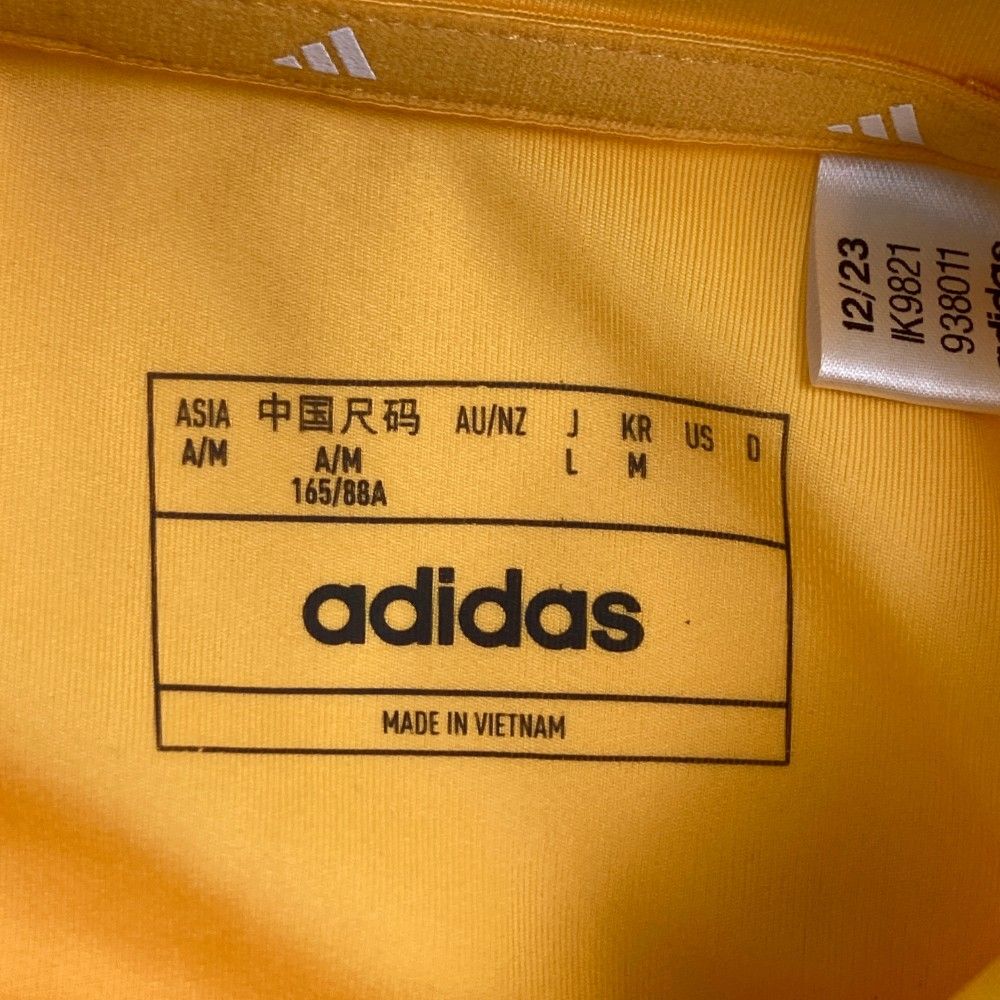 12/23
IK9821
938011
adidas
ASIA 中国尺码 AU/NZ J KR US D
A/M A/M L M
165/88A
adidas
MADE IN VIETNAM